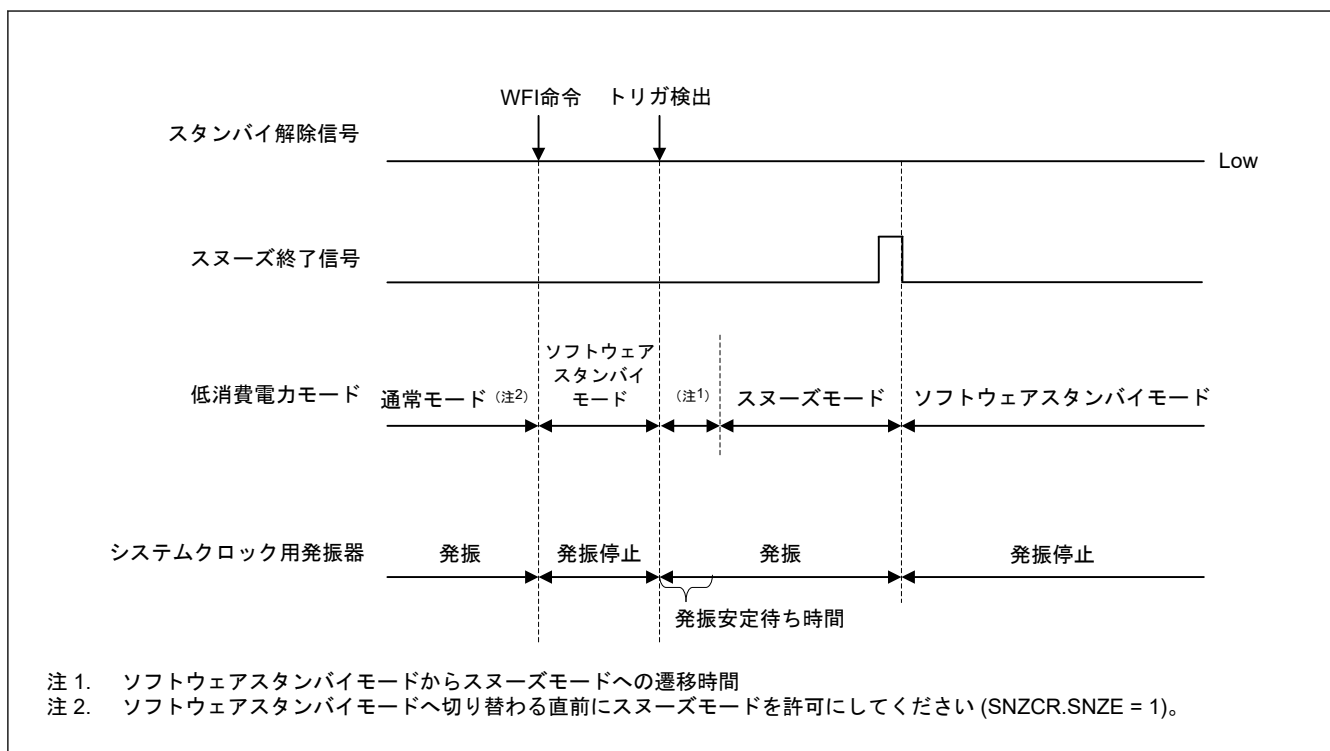 WFI命令 トリガ検出
スタンバイ解除信号
Low
スヌーズ終了信号
低消費電力モード
通常モード（注2）
ソフトウェア
スタンバイ
モード
（注1）
スヌーズモード
ソフトウェアスタンバイモード
システムクロック用発振器
発振
発振停止
発振
発振停止
発振安定待ち時間
注 1. ソフトウェアスタンバイモードからスヌーズモードへの遷移時間
注 2. ソフトウェアスタンバイモードへ切り替わる直前にスヌーズモードを許可にしてください (SNZCR.SNZE = 1)。